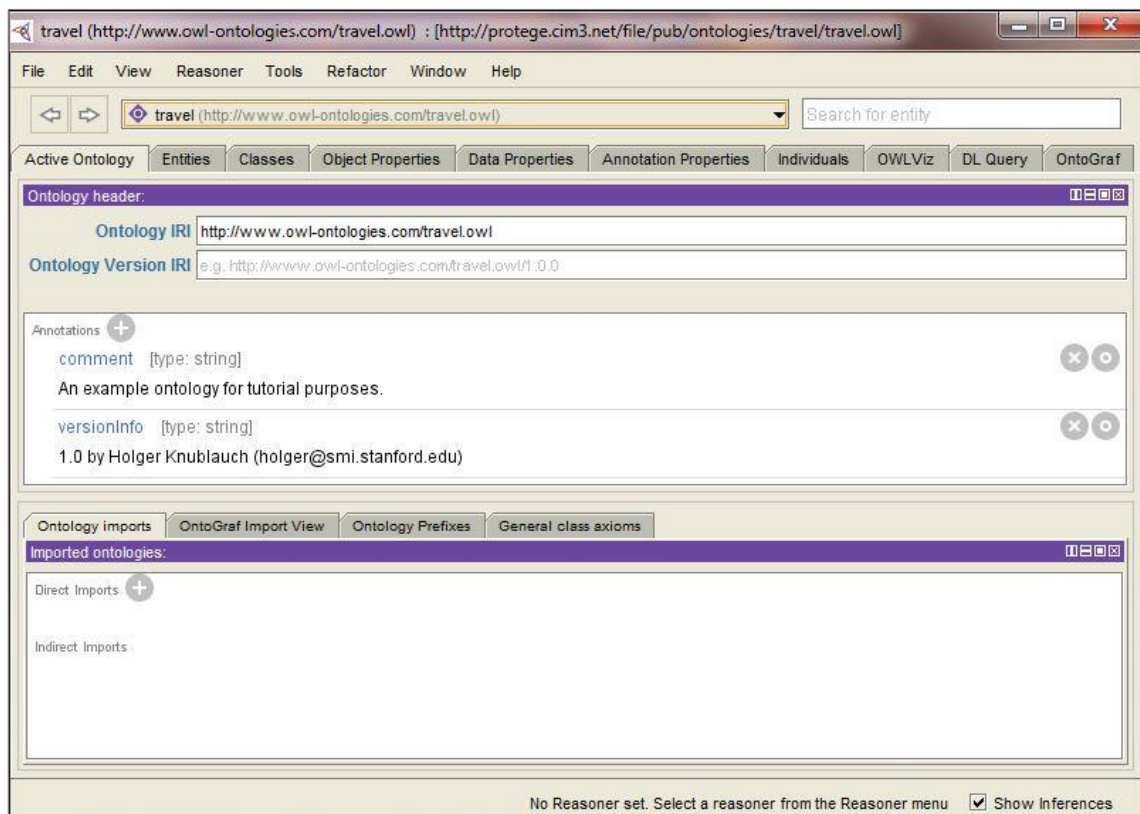 travel (http://www.owl-ontologies.com/travel.owl) : [http://protege.cim3.net/file/pub/ontologies/travel/travel.owl]
File Edit View Reasoner Tools Refactor Window Help
travel (http://www.owl-ontologies.com/travel.owl) Search for entity
Active Ontology Entities Classes Object Properties Data Properties Annotation Properties Individuals OWLViz DL Query OntoGraf
Ontology header:
Ontology IRI http://www.owl-ontologies.com/travel.owl
Ontology Version IRI e.g. http://www.owl-ontologies.com/travel.owl/1.0.0
Annotations
comment [type: string]
An example ontology for tutorial purposes.
versionInfo [type: string]
1.0 by Holger Knublauch (holger@smi.stanford.edu)
Ontology imports OntoGraf Import View Ontology Prefixes General class axioms
Imported ontologies:
Direct Imports
Indirect Imports
No Reasoner set. Select a reasoner from the Reasoner menu Show Inferences